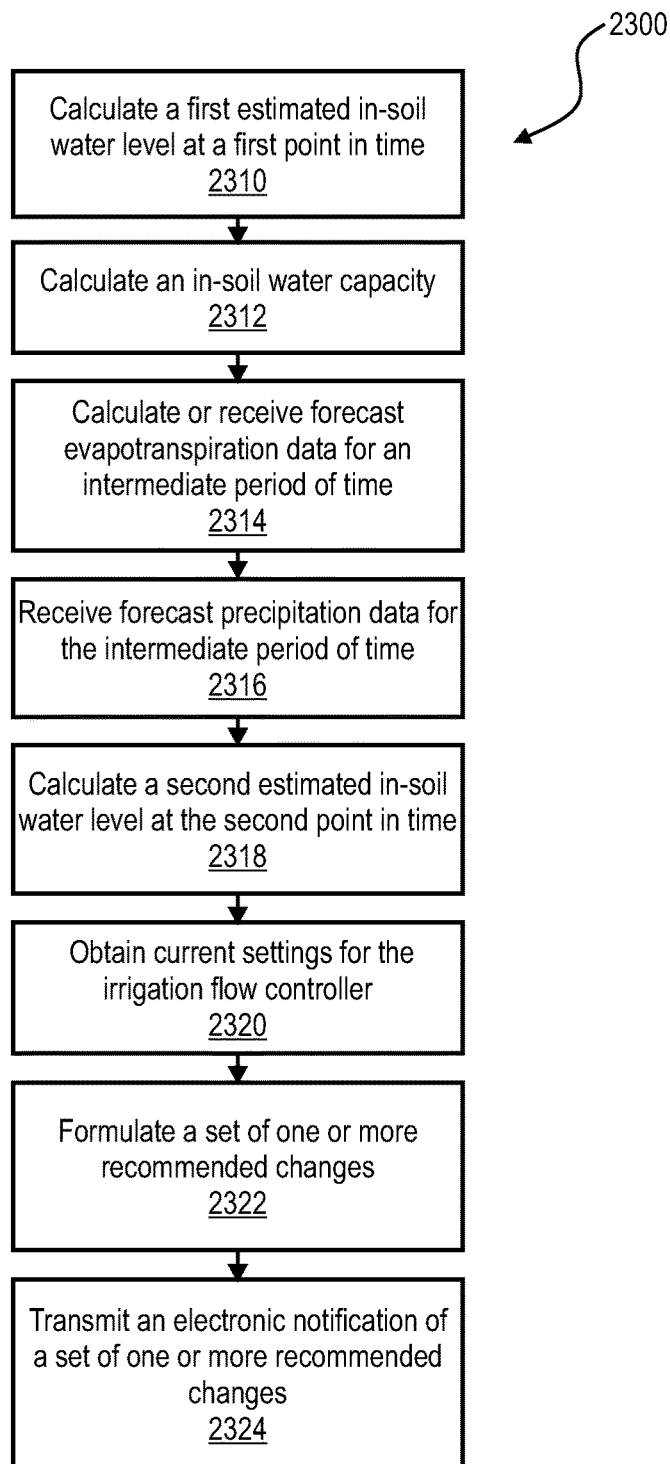 2300
Calculate a first estimated in-soil
water level at a first point in time
2310
Calculate an in-soil water capacity
2312
Calculate or receive forecast
evapotranspiration data for an
intermediate period of time
2314
Receive forecast precipitation data for
the intermediate period of time
2316
Calculate a second estimated in-soil
water level at the second point in time
2318
Obtain current settings for the
irrigation flow controller
2320
Formulate a set of one or more
recommended changes
2322
Transmit an electronic notification of
a set of one or more recommended
changes
2324